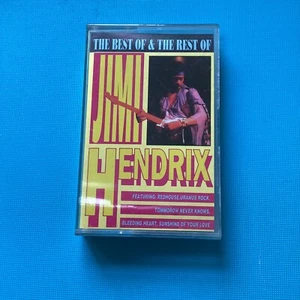 THE BEST OF & THE REST OF
JIMI
HENDRIX
FEATURING: REDHOUSE, URANUS ROCK,
TOMMOROW NEVER KNOWS,
BLEEDING HEART, SUNSHINE OF YOUR LOVE